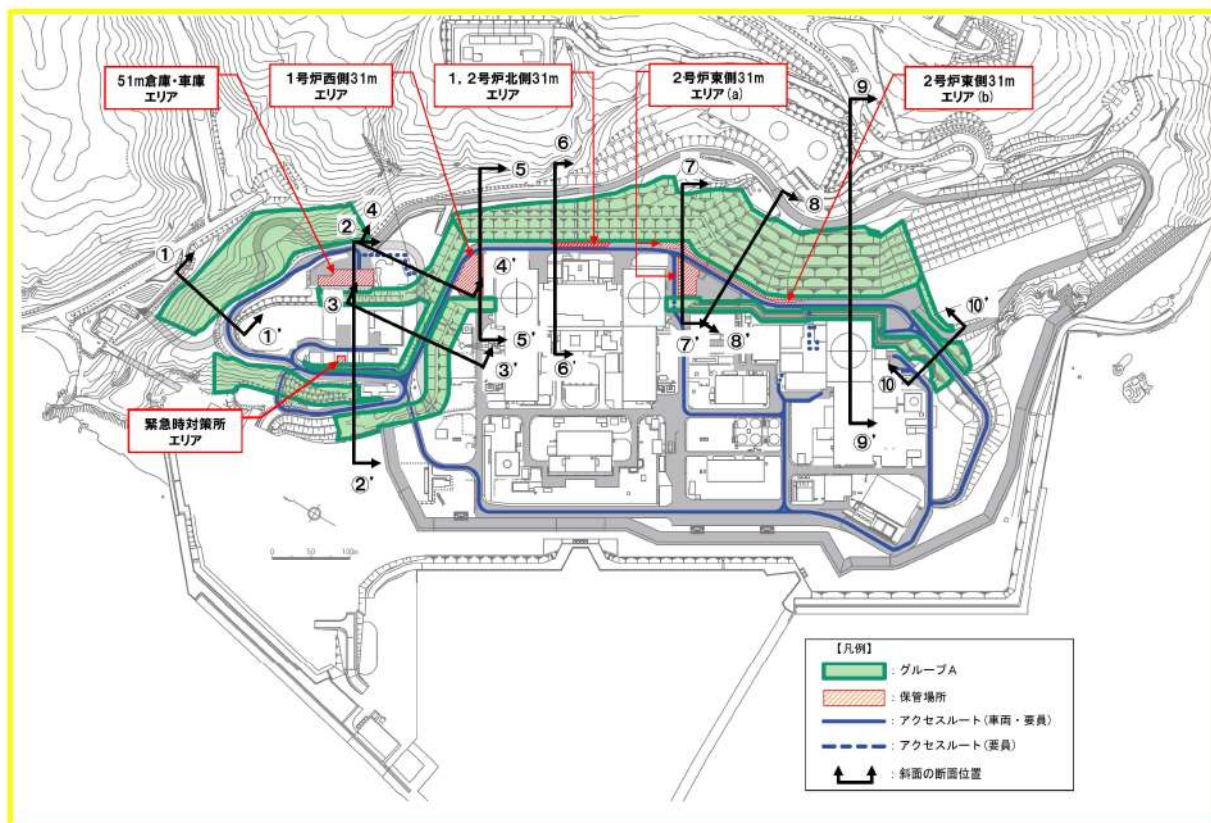 51m倉庫・車庫
エリア
1号炉西側31m
エリア
1,2号炉北側31m
エリア
2号炉東側31m
エリア(a)
2号炉東側31m
エリア(b)
⑨
⑥
⑤
⑦
⑧
④
②
①
③
④'
①'
⑤'
③'
⑥'
⑦'
⑧'
⑩'
⑩
⑨'
②'
緊急時対策所
エリア
0 50 100m
【凡例】
:グループA
:保管場所
:アクセスルート(車両・要員)
:アクセスルート(要員)
:斜面の断面位置